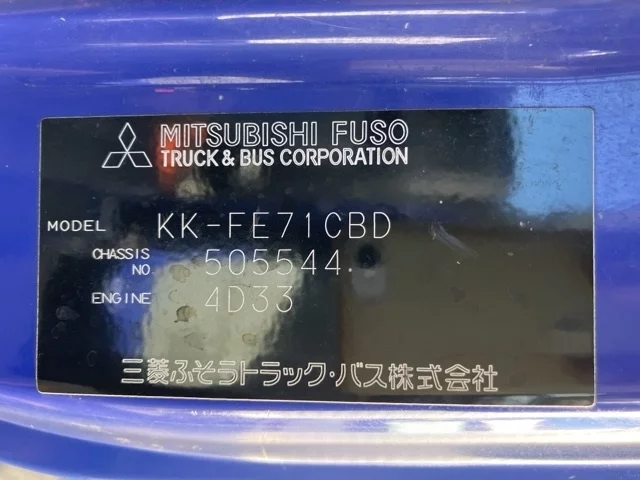 MITSUBISHI FUSO
TRUCK & BUS CORPORATION
MODEL KK-FE71CBD
CHASSIS NO. 505544.
ENGINE 4D33
三菱ふそうトラック・バス株式会社